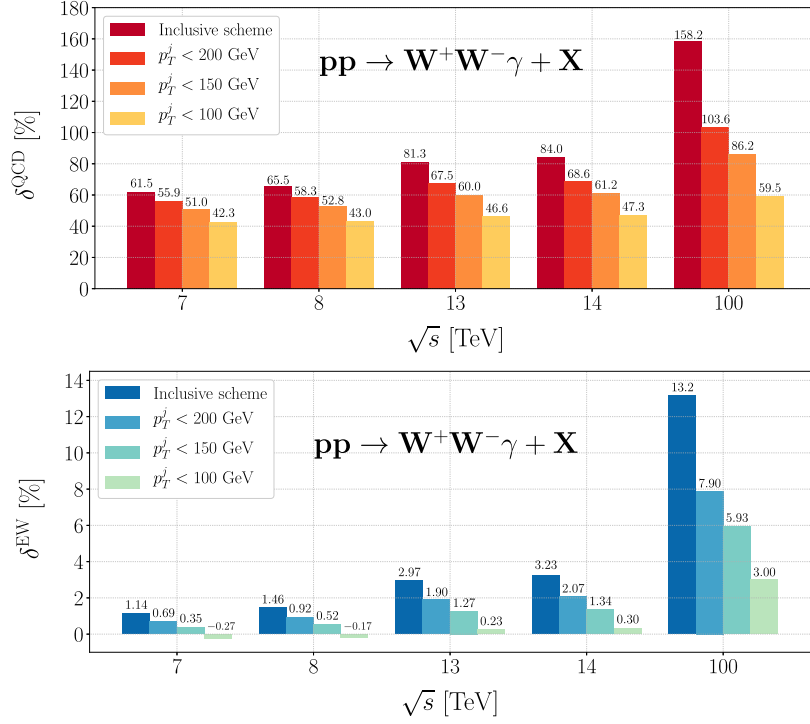 180
160
140
120
100
80
60
40
20
0
δ^QCD [%]
Inclusive scheme
p_T^j < 200 GeV
p_T^j < 150 GeV
p_T^j < 100 GeV
pp → W⁺W⁻γ + X
61.5 55.9 51.0 42.3
65.5 58.3 52.8 43.0
81.3 67.5 60.0 46.6
84.0 68.6 61.2 47.3
158.2 103.6 86.2 59.5
7 8 13 14 100
√s [TeV]
14
12
10
8
6
4
2
0
δ^EW [%]
Inclusive scheme
p_T^j < 200 GeV
p_T^j < 150 GeV
p_T^j < 100 GeV
pp → W⁺W⁻γ + X
1.14 0.69 0.35 −0.27
1.46 0.92 0.52 −0.17
2.97 1.90 1.27 0.23
3.23 2.07 1.34 0.30
13.2 7.90 5.93 3.00
7 8 13 14 100
√s [TeV]